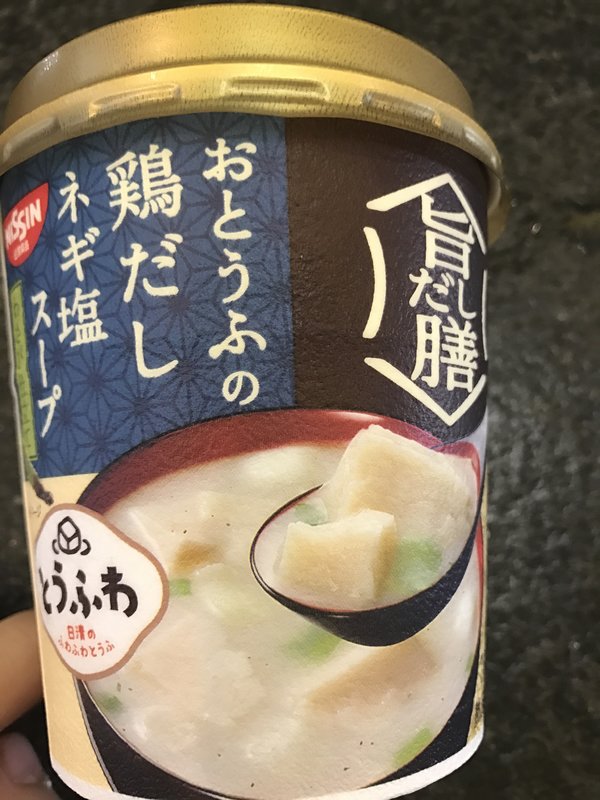 旨だし膳
おとうふの
鶏だし
ネギ塩
スープ
NISSIN
とうふわ
日清の
ふわふわとうふ